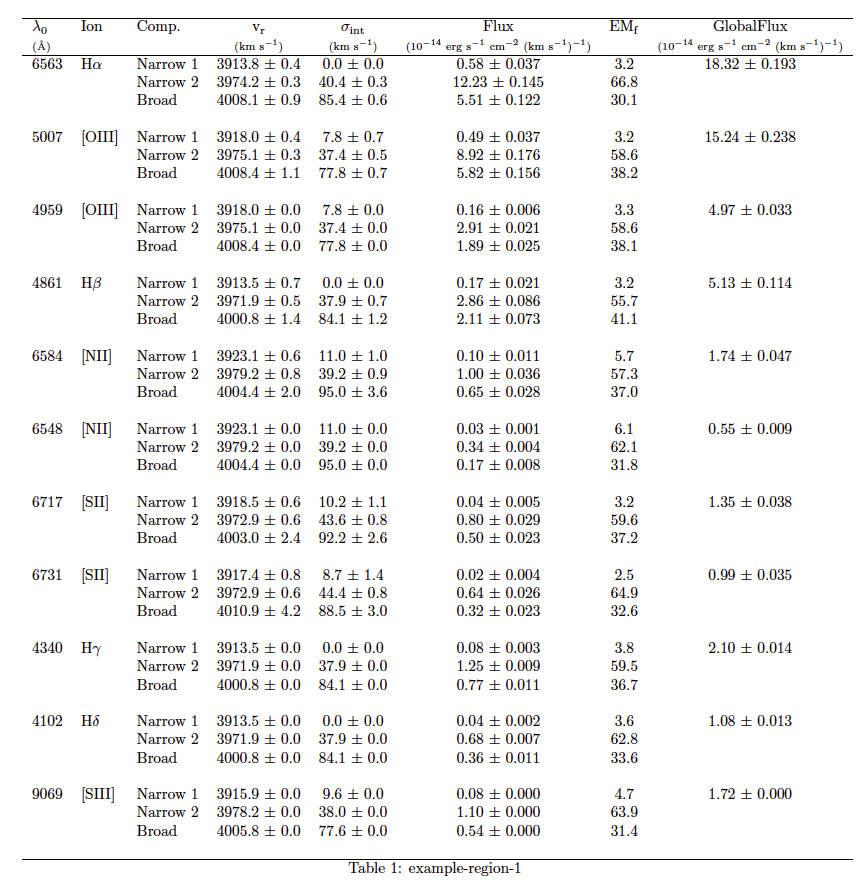 λ₀ Ion Comp. vᵣ σᵢₙₜ Flux EM_f GlobalFlux
(Å) (km s⁻¹) (km s⁻¹) (10⁻¹⁴ erg s⁻¹ cm⁻² (km s⁻¹)⁻¹) (10⁻¹⁴ erg s⁻¹ cm⁻² (km s⁻¹)⁻¹)
6563 Hα Narrow 1 3913.8 ± 0.4 0.0 ± 0.0 0.58 ± 0.037 3.2 18.32 ± 0.193
Narrow 2 3974.2 ± 0.3 40.4 ± 0.3 12.23 ± 0.145 66.8
Broad 4008.1 ± 0.9 85.4 ± 0.6 5.51 ± 0.122 30.1
5007 [OIII] Narrow 1 3918.0 ± 0.4 7.8 ± 0.7 0.49 ± 0.037 3.2 15.24 ± 0.238
Narrow 2 3975.1 ± 0.3 37.4 ± 0.5 8.92 ± 0.176 58.6
Broad 4008.4 ± 1.1 77.8 ± 0.7 5.82 ± 0.156 38.2
4959 [OIII] Narrow 1 3918.0 ± 0.0 7.8 ± 0.0 0.16 ± 0.006 3.3 4.97 ± 0.033
Narrow 2 3975.1 ± 0.0 37.4 ± 0.0 2.91 ± 0.021 58.6
Broad 4008.4 ± 0.0 77.8 ± 0.0 1.89 ± 0.025 38.1
4861 Hβ Narrow 1 3913.5 ± 0.7 0.0 ± 0.0 0.17 ± 0.021 3.2 5.13 ± 0.114
Narrow 2 3971.9 ± 0.5 37.9 ± 0.7 2.86 ± 0.086 55.7
Broad 4000.8 ± 1.4 84.1 ± 1.2 2.11 ± 0.073 41.1
6584 [NII] Narrow 1 3923.1 ± 0.6 11.0 ± 1.0 0.10 ± 0.011 5.7 1.74 ± 0.047
Narrow 2 3979.2 ± 0.8 39.2 ± 0.9 1.00 ± 0.036 57.3
Broad 4004.4 ± 2.0 95.0 ± 3.6 0.65 ± 0.028 37.0
6548 [NII] Narrow 1 3923.1 ± 0.0 11.0 ± 0.0 0.03 ± 0.001 6.1 0.55 ± 0.009
Narrow 2 3979.2 ± 0.0 39.2 ± 0.0 0.34 ± 0.004 62.1
Broad 4004.4 ± 0.0 95.0 ± 0.0 0.17 ± 0.008 31.8
6717 [SII] Narrow 1 3918.5 ± 0.6 10.2 ± 1.1 0.04 ± 0.005 3.2 1.35 ± 0.038
Narrow 2 3972.9 ± 0.6 43.6 ± 0.8 0.80 ± 0.029 59.6
Broad 4003.0 ± 2.4 92.2 ± 2.6 0.50 ± 0.023 37.2
6731 [SII] Narrow 1 3917.4 ± 0.8 8.7 ± 1.4 0.02 ± 0.004 2.5 0.99 ± 0.035
Narrow 2 3972.9 ± 0.6 44.4 ± 0.8 0.64 ± 0.026 64.9
Broad 4010.9 ± 4.2 88.5 ± 3.0 0.32 ± 0.023 32.6
4340 Hγ Narrow 1 3913.5 ± 0.0 0.0 ± 0.0 0.08 ± 0.003 3.8 2.10 ± 0.014
Narrow 2 3971.9 ± 0.0 37.9 ± 0.0 1.25 ± 0.009 59.5
Broad 4000.8 ± 0.0 84.1 ± 0.0 0.77 ± 0.011 36.7
4102 Hδ Narrow 1 3913.5 ± 0.0 0.0 ± 0.0 0.04 ± 0.002 3.6 1.08 ± 0.013
Narrow 2 3971.9 ± 0.0 37.9 ± 0.0 0.68 ± 0.007 62.8
Broad 4000.8 ± 0.0 84.1 ± 0.0 0.36 ± 0.011 33.6
9069 [SIII] Narrow 1 3915.9 ± 0.0 9.6 ± 0.0 0.08 ± 0.000 4.7 1.72 ± 0.000
Narrow 2 3978.2 ± 0.0 38.0 ± 0.0 1.10 ± 0.000 63.9
Broad 4005.8 ± 0.0 77.6 ± 0.0 0.54 ± 0.000 31.4
Table 1: example-region-1